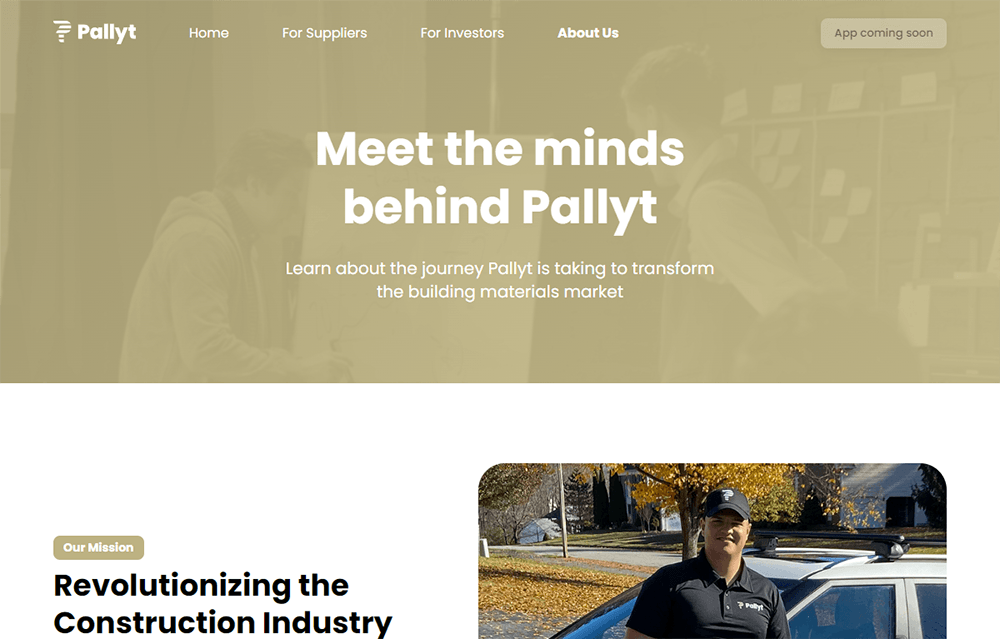 Pallyt
Home
For Suppliers
For Investors
About Us
App coming soon
Meet the minds
behind Pallyt
Learn about the journey Pallyt is taking to transform
the building materials market
Our Mission
Revolutionizing the
Construction Industry
Pallyt